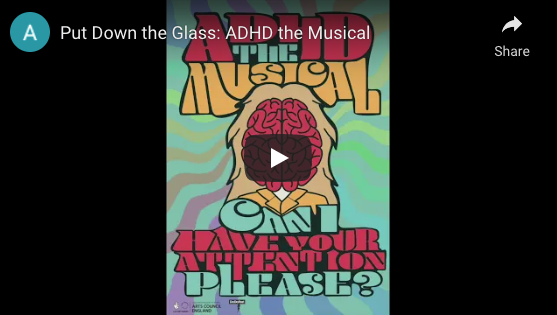 A
Put Down the Glass: ADHD the Musical
Share
ADHD
THE
MUSICAL
CAN I
HAVE YOUR
ATTENTION
PLEASE?
ARTS COUNCIL
ENGLAND